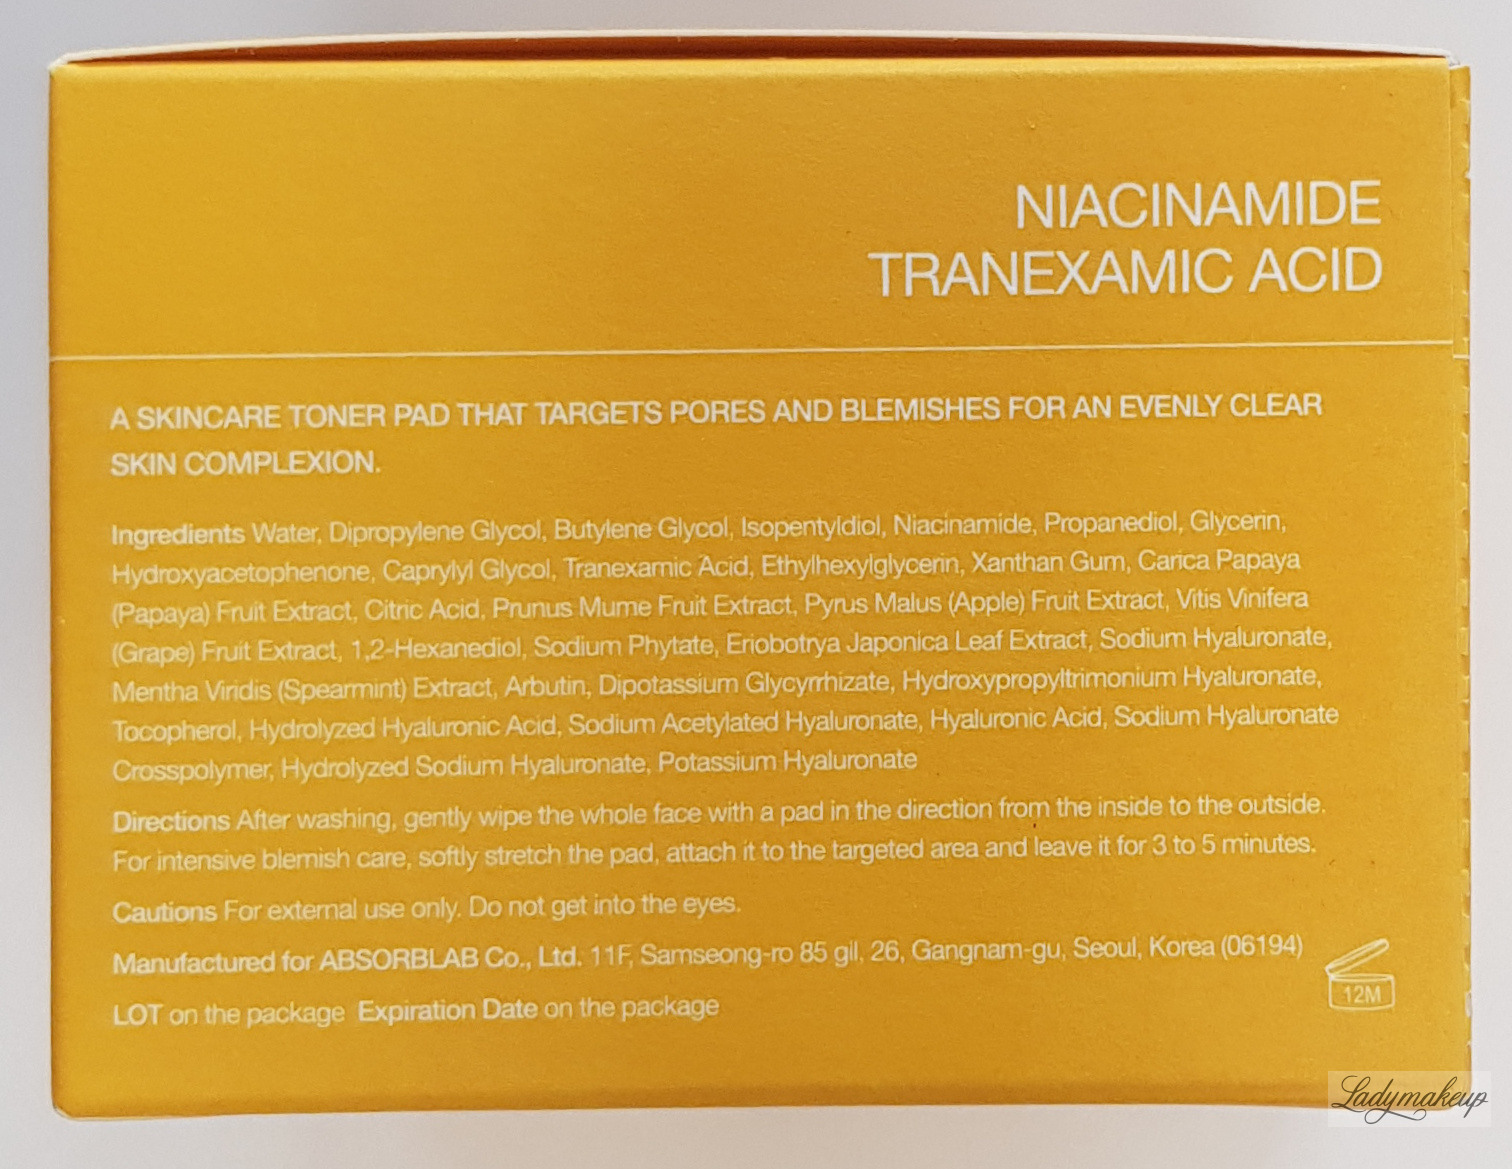 NIACINAMIDE
TRANEXAMIC ACID
A SKINCARE TONER PAD THAT TARGETS PORES AND BLEMISHES FOR AN EVENLY CLEAR
SKIN COMPLEXION.
Ingredients Water, Dipropylene Glycol, Butylene Glycol, Isopentyldiol, Niacinamide, Propanediol, Glycerin,
Hydroxyacetophenone, Caprylyl Glycol, Tranexamic Acid, Ethylhexylglycerin, Xanthan Gum, Carica Papaya
(Papaya) Fruit Extract, Citric Acid, Prunus Mume Fruit Extract, Pyrus Malus (Apple) Fruit Extract, Vitis Vinifera
(Grape) Fruit Extract, 1,2-Hexanediol, Sodium Phytate, Eriobotrya Japonica Leaf Extract, Sodium Hyaluronate,
Mentha Viridis (Spearmint) Extract, Arbutin, Dipotassium Glycyrrhizate, Hydroxypropyltrimonium Hyaluronate,
Tocopherol, Hydrolyzed Hyaluronic Acid, Sodium Acetylated Hyaluronate, Hyaluronic Acid, Sodium Hyaluronate
Crosspolymer, Hydrolyzed Sodium Hyaluronate, Potassium Hyaluronate
Directions After washing, gently wipe the whole face with a pad in the direction from the inside to the outside.
For intensive blemish care, softly stretch the pad, attach it to the targeted area and leave it for 3 to 5 minutes.
Cautions For external use only. Do not get into the eyes.
Manufactured for ABSORBLAB Co., Ltd. 11F, Samseong-ro 85 gil, 26, Gangnam-gu, Seoul, Korea (06194)
12M
LOT on the package Expiration Date on the package
Ladymakeup